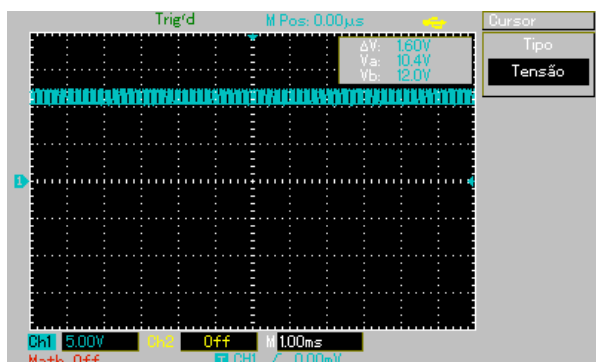 Trig'd M Pos: 0.00μs Cursor
ΔV: 1.60V
Va: 10.4V
Vb: 12.0V
Tipo
Tensão
1
Ch1 5.00V Ch2 Off M 1.00ms
Math Off T CH1 / 0.00mV